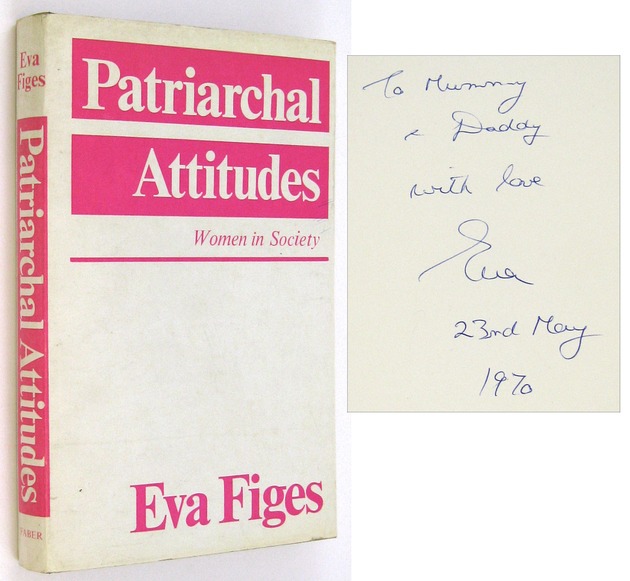 Eva
Figes
Patriarchal Attitudes
FABER
Patriarchal
Attitudes
Women in Society
Eva Figes
To Mummy
& Daddy
with love
Eva
23rd May
1970